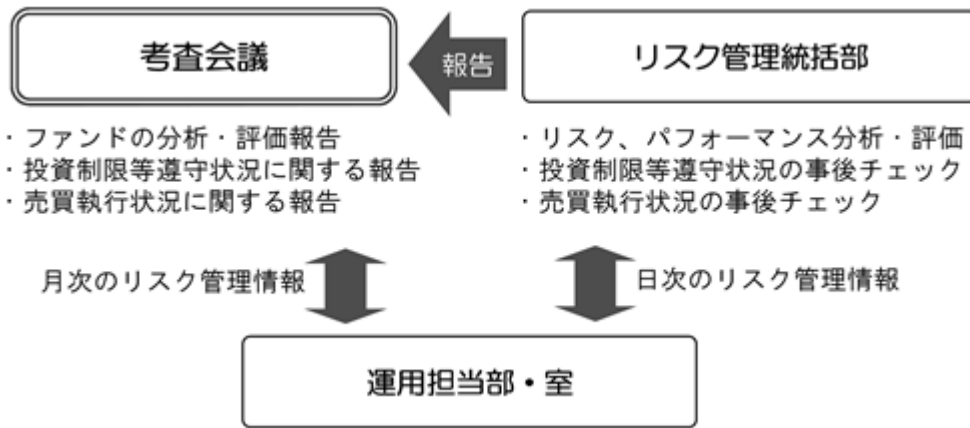 考査会議
報告
リスク管理統括部
・ファンドの分析・評価報告
・投資制限等遵守状況に関する報告
・売買執行状況に関する報告
・リスク、パフォーマンス分析・評価
・投資制限等遵守状況の事後チェック
・売買執行状況の事後チェック
月次のリスク管理情報
日次のリスク管理情報
運用担当部・室